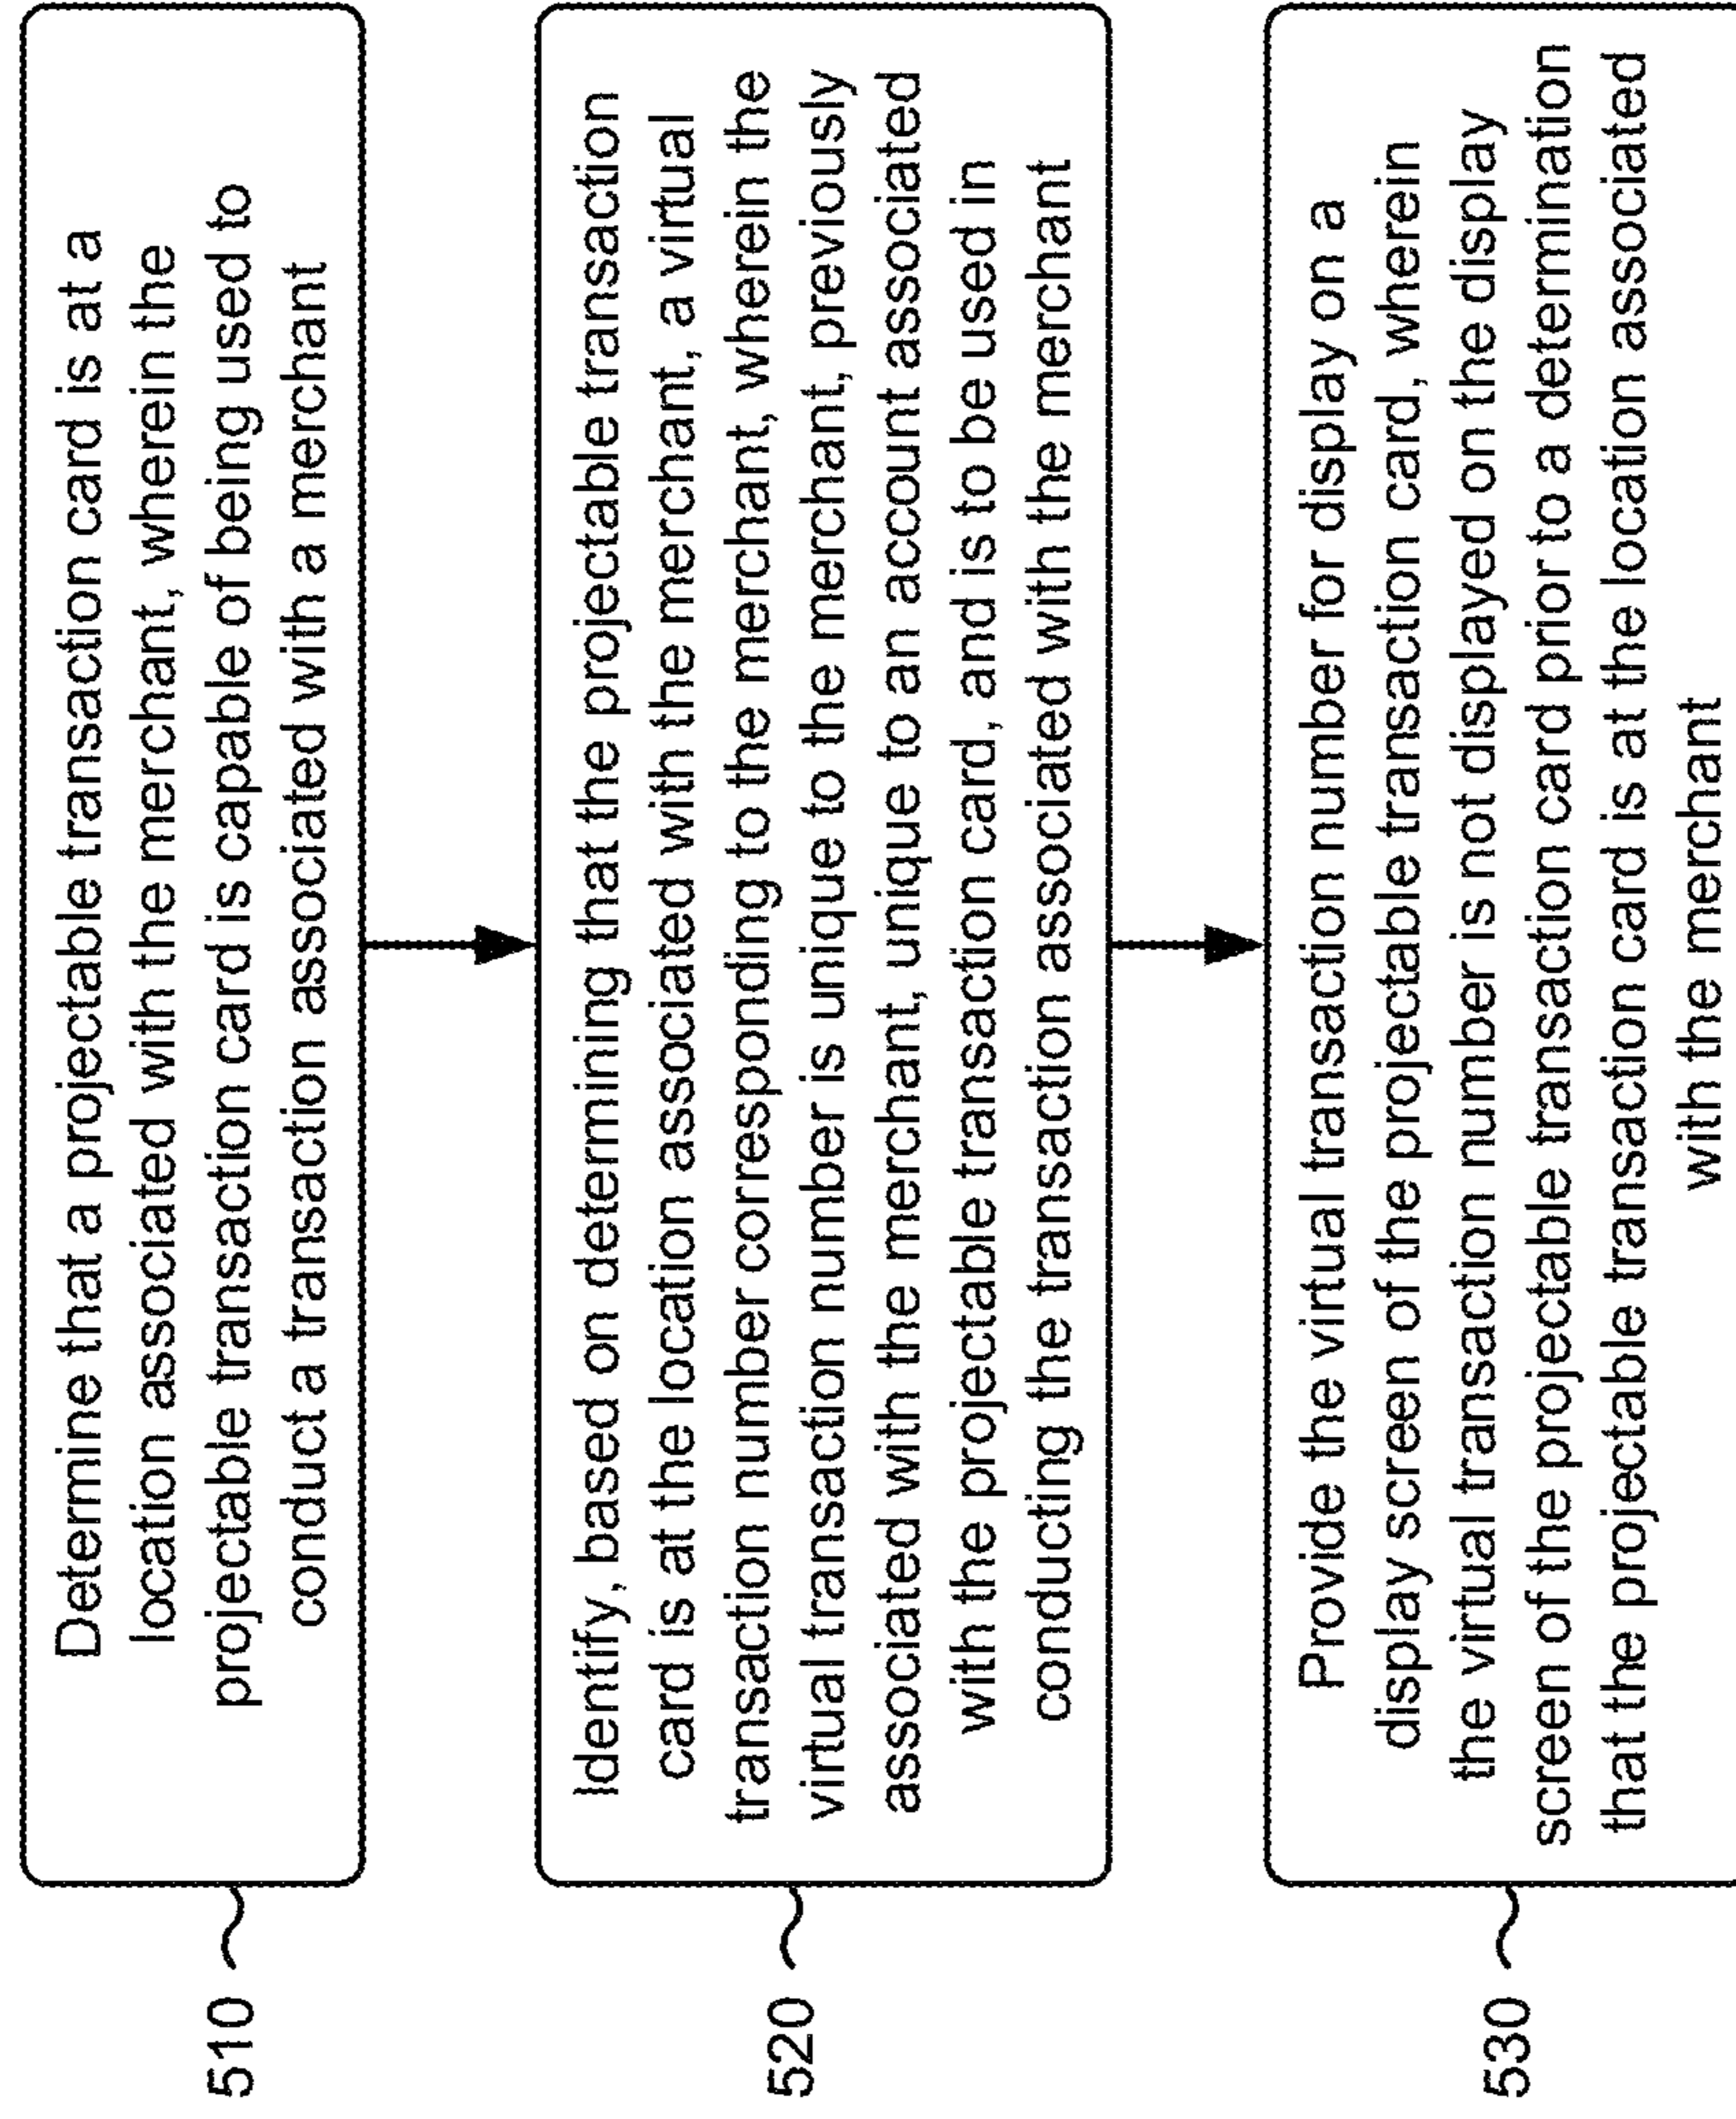 510
Determine that a projectable transaction card is at a
location associated with the merchant, wherein the
projectable transaction card is capable of being used to
conduct a transaction associated with a merchant
520
Identify, based on determining that the projectable transaction
card is at the location associated with the merchant, a virtual
transaction number corresponding to the merchant, wherein the
virtual transaction number is unique to the merchant, previously
associated with the merchant, unique to an account associated
with the projectable transaction card, and is to be used in
conducting the transaction associated with the merchant
530
Provide the virtual transaction number for display on a
display screen of the projectable transaction card, wherein
the virtual transaction number is not displayed on the display
screen of the projectable transaction card prior to a determination
that the projectable transaction card is at the location associated
with the merchant